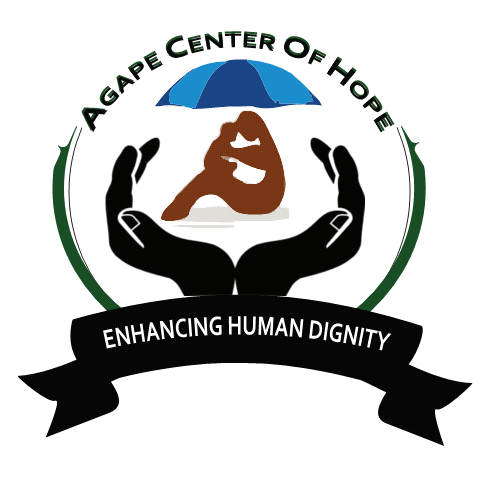 AGAPE CENTER OF HOPE
ENHANCING HUMAN DIGNITY